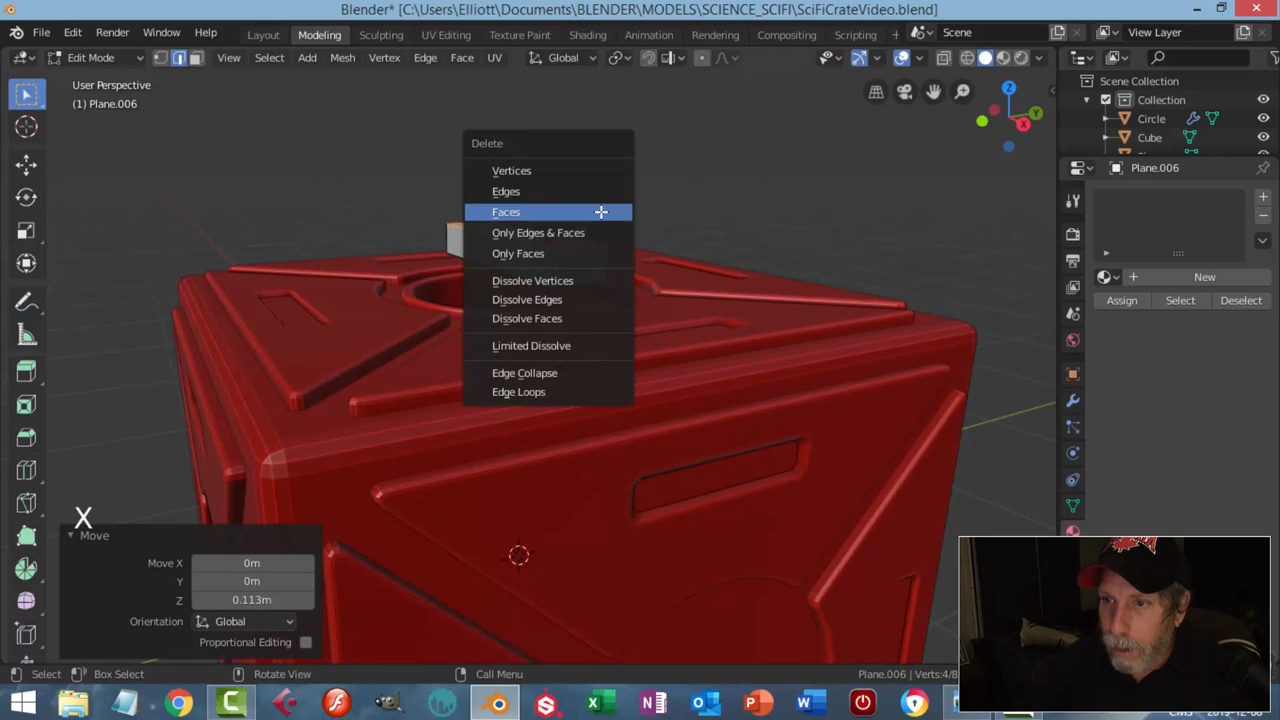 Blender* [C:\Users\Elliott\Documents\BLENDER\MODELS\SCIENCE_SCIFI\SciFiCrateVideo.blend]
File Edit Render Window Help Layout Modeling Sculpting UV Editing Texture Paint Shading Animation Rendering Compositing Scripting + Scene View Layer
Edit Mode View Select Add Mesh Vertex Edge Face UV Global
User Perspective
(1) Plane.006
Z
Y
X
Scene Collection
Collection
Circle
Cube
Plane.006
Delete
Vertices
Edges
Faces
Only Edges & Faces
Only Faces
Dissolve Vertices
Dissolve Edges
Dissolve Faces
Limited Dissolve
Edge Collapse
Edge Loops
New
Assign Select Deselect
X
Move
Move X 0m
Y 0m
Z 0.113m
Orientation Global
Proportional Editing
Select Box Select Rotate View Call Menu Plane.006 | Verts:4/8